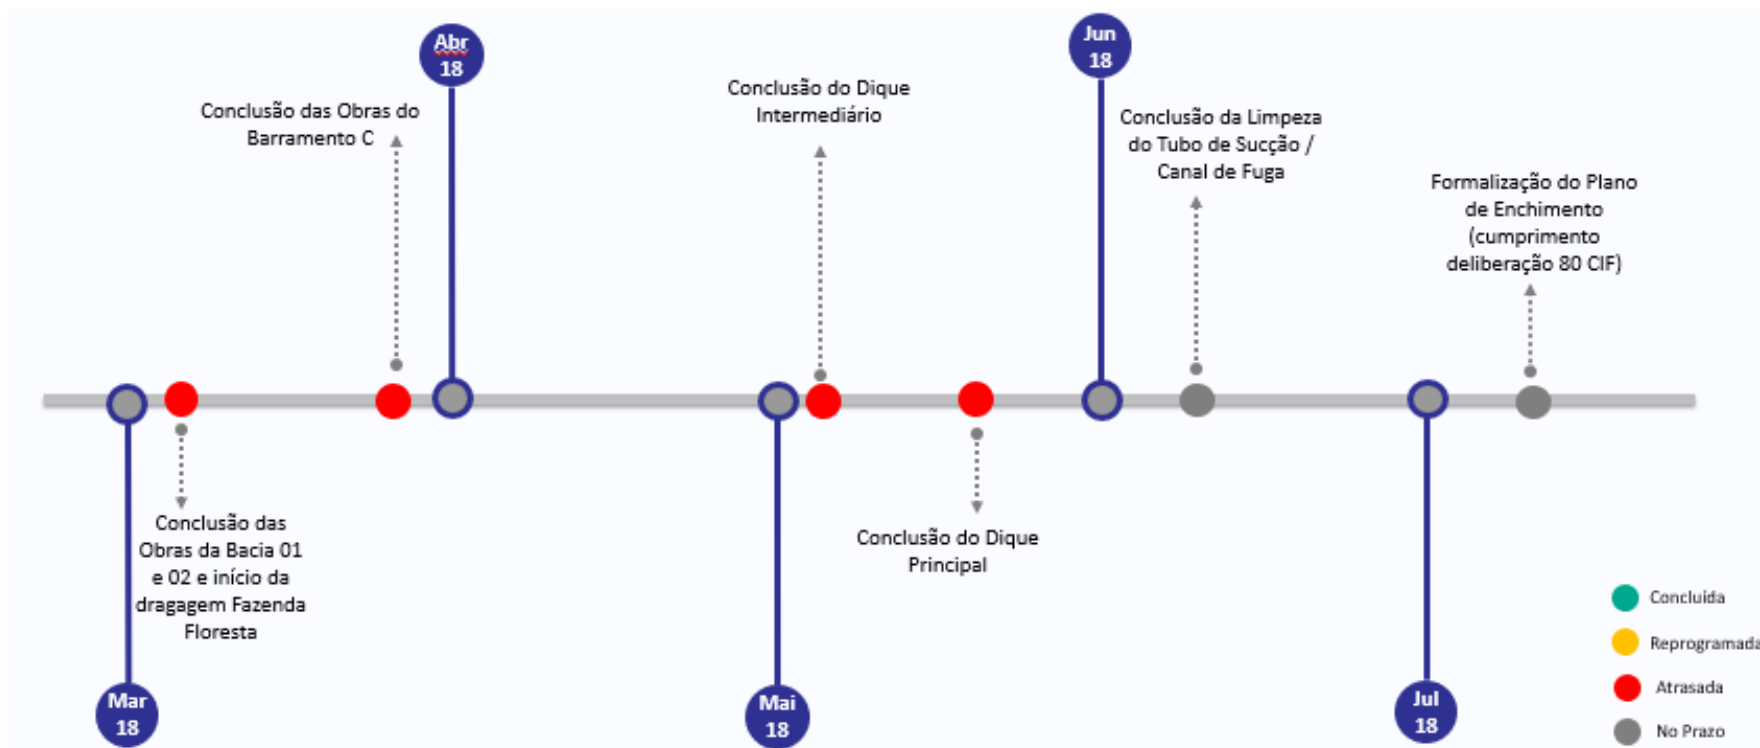 Abr
18
Jun
18
Conclusão das Obras do
Barramento C
Conclusão do Dique
Intermediário
Conclusão da Limpeza
do Tubo de Sucção /
Canal de Fuga
Formalização do Plano
de Enchimento
(cumprimento
deliberação 80 CIF)
Conclusão das
Obras da Bacia 01
e 02 e início da
dragagem Fazenda
Floresta
Conclusão do Dique
Principal
Mar
18
Mai
18
Jul
18
Concluída
Reprogramada
Atrasada
No Prazo